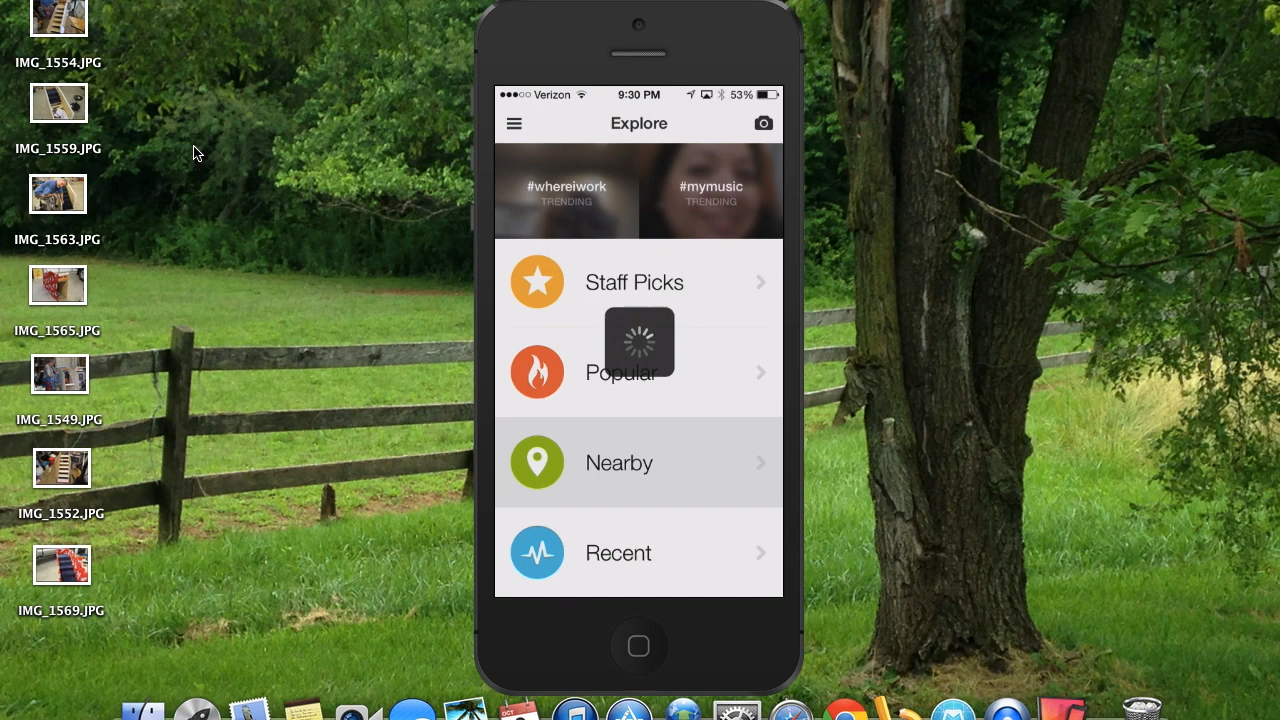 IMG_1554.JPG
IMG_1559.JPG
IMG_1563.JPG
IMG_1565.JPG
IMG_1549.JPG
IMG_1552.JPG
IMG_1569.JPG
Verizon 9:30 PM 53%
Explore
#whereiwork
TRENDING
#mymusic
TRENDING
Staff Picks
Popular
Nearby
Recent
OCT